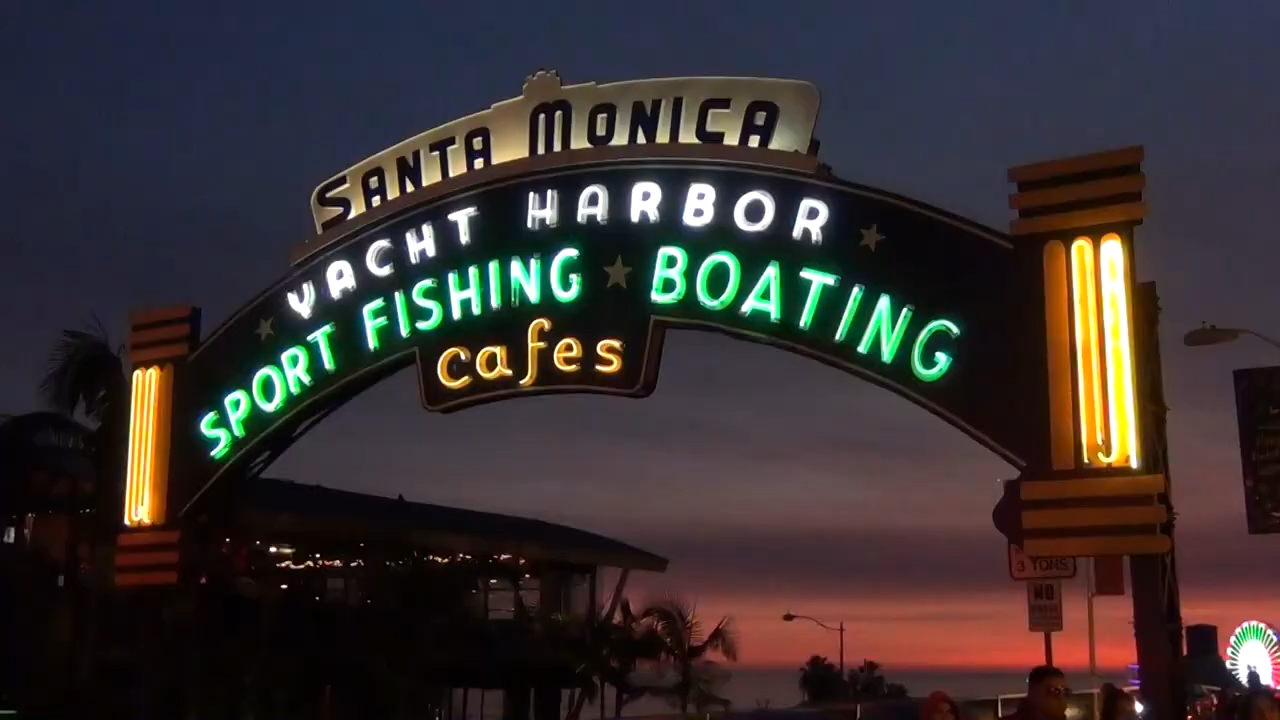 SANTA MONICA
YACHT HARBOR
SPORT FISHING ★ BOATING
cafes
3 TONS
NO